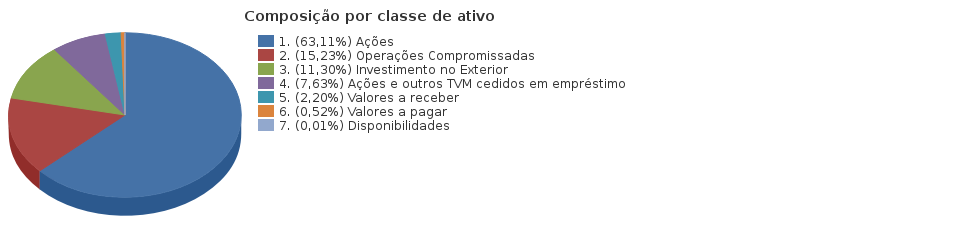 Composição por classe de ativo
1. (63,11%) Ações
2. (15,23%) Operações Compromissadas
3. (11,30%) Investimento no Exterior
4. (7,63%) Ações e outros TVM cedidos em empréstimo
5. (2,20%) Valores a receber
6. (0,52%) Valores a pagar
7. (0,01%) Disponibilidades